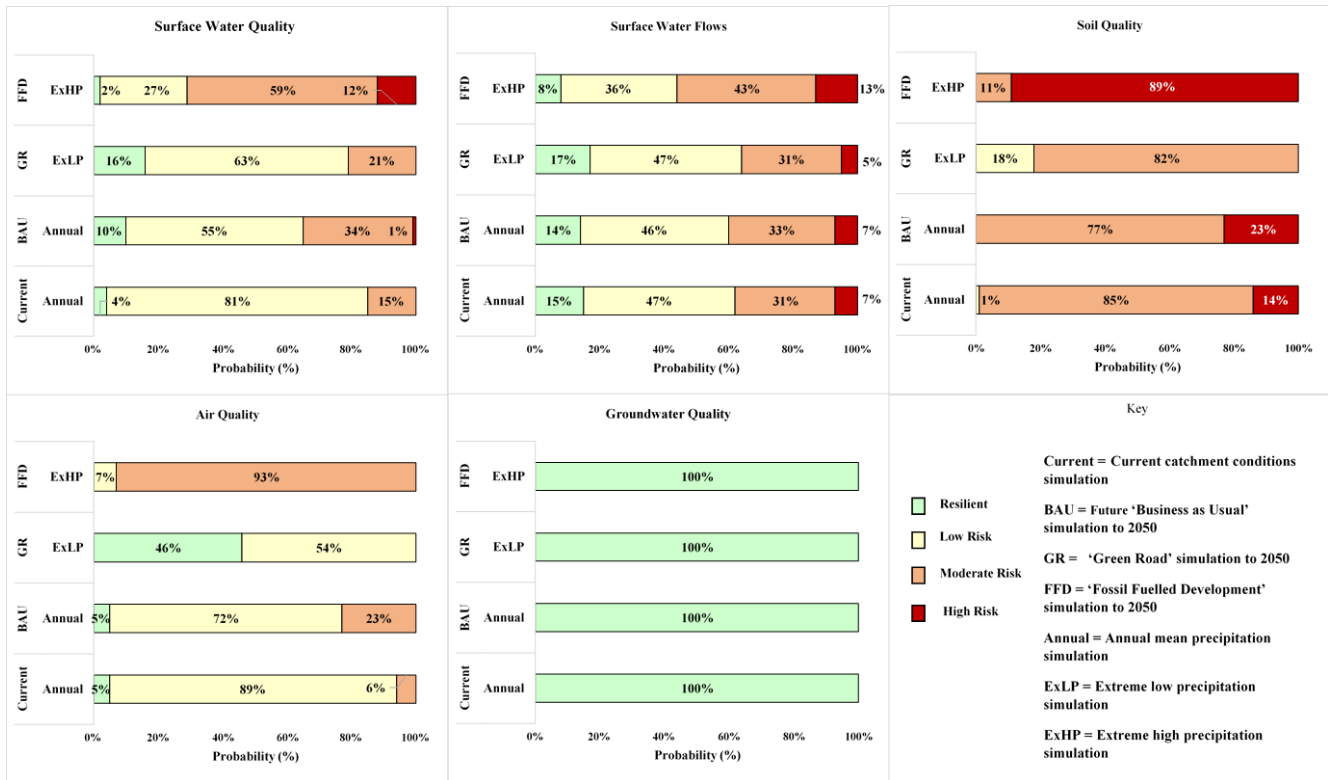 Surface Water Quality
FFD ExHP 2% 27% 59% 12%
GR ExLP 16% 63% 21%
BAU Annual 10% 55% 34% 1%
Current Annual 4% 81% 15%
0% 20% 40% 60% 80% 100%
Probability (%)
Surface Water Flows
FFD ExHP 8% 36% 43% 13%
GR ExLP 17% 47% 31% 5%
BAU Annual 14% 46% 33% 7%
Current Annual 15% 47% 31% 7%
0% 20% 40% 60% 80% 100%
Probability (%)
Soil Quality
FFD ExHP 11% 89%
GR ExLP 18% 82%
BAU Annual 77% 23%
Current Annual 1% 85% 14%
0% 20% 40% 60% 80% 100%
Probability (%)
Air Quality
FFD ExHP 7% 93%
GR ExLP 46% 54%
BAU Annual 5% 72% 23%
Current Annual 5% 89% 6%
0% 20% 40% 60% 80% 100%
Probability (%)
Groundwater Quality
FFD ExHP 100%
GR ExLP 100%
BAU Annual 100%
Current Annual 100%
0% 20% 40% 60% 80% 100%
Probability (%)
Key
Resilient
Low Risk
Moderate Risk
High Risk
Current = Current catchment conditions
simulation
BAU = Future ‘Business as Usual’
simulation to 2050
GR = ‘Green Road’ simulation to 2050
FFD = ‘Fossil Fuelled Development’
simulation to 2050
Annual = Annual mean precipitation
simulation
ExLP = Extreme low precipitation
simulation
ExHP = Extreme high precipitation
simulation